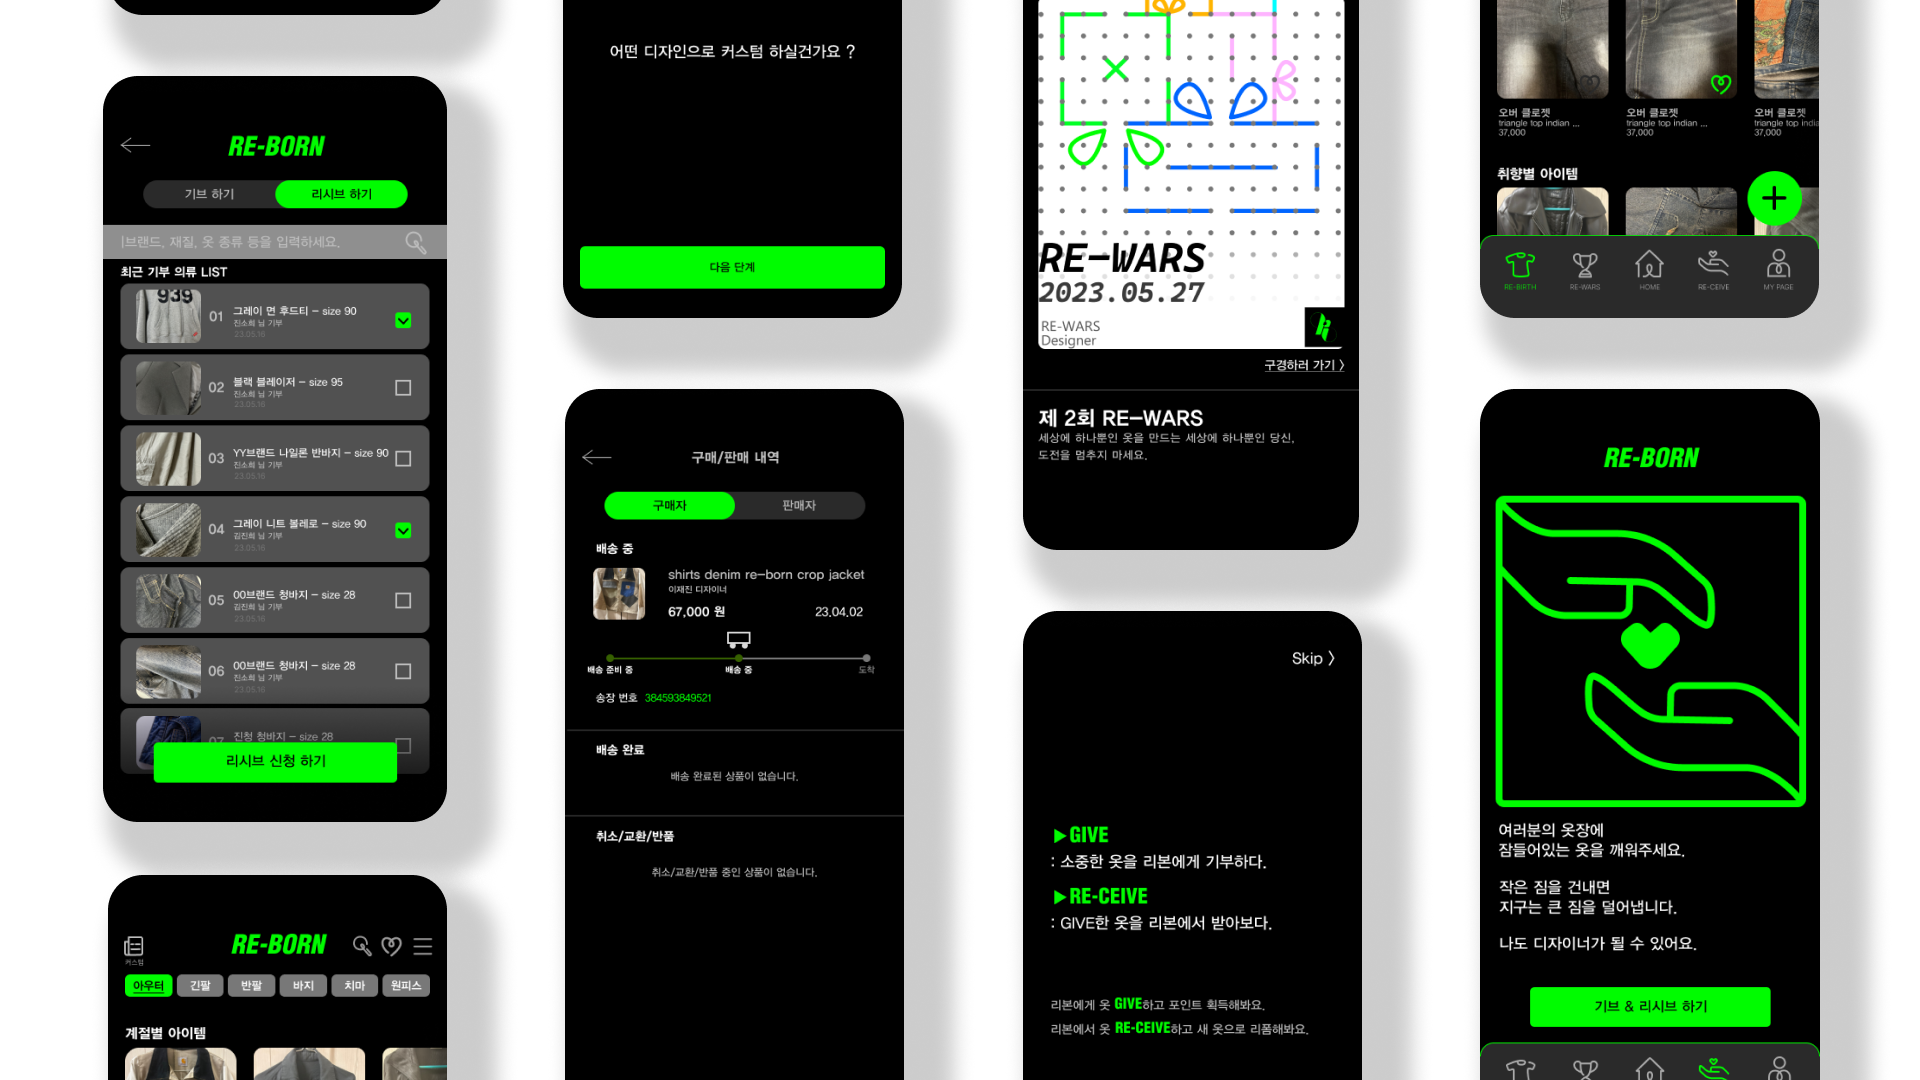 RE-BORN
기브 하기
리시브 하기
브랜드, 재질, 옷 종류 등을 입력하세요.
최근 기부 의류 LIST
939
01 그레이 면 후드티 – size 90
진소희 님 기부
23.05.16
02 블랙 블레이저 – size 95
진소희 님 기부
23.05.16
03 YY브랜드 나일론 반바지 – size 90
진소희 님 기부
23.05.16
04 그레이 니트 볼레로 – size 90
김진희 님 기부
23.05.16
05 00브랜드 청바지 – size 28
김진희 님 기부
23.05.16
06 00브랜드 청바지 – size 28
진소희 님 기부
23.05.16
07 진청 청바지 – size 28
리시브 신청 하기
커스텀
RE-BORN
아우터
긴팔
반팔
바지
치마
원피스
계절별 아이템
어떤 디자인으로 커스텀 하실건가요 ?
다음 단계
구매/판매 내역
구매자
판매자
배송 중
shirts denim re–born crop jacket
이재진 디자이너
67,000 원
23.04.02
배송 준비 중
배송 중
도착
송장 번호 384593849521
배송 완료
배송 완료된 상품이 없습니다.
취소/교환/반품
취소/교환/반품 중인 상품이 없습니다.
RE–WARS
2023.05.27
RE-WARS
Designer
구경하러 가기 〉
제 2회 RE–WARS
세상에 하나뿐인 옷을 만드는 세상에 하나뿐인 당신,
도전을 멈추지 마세요.
Skip 〉
▶GIVE
: 소중한 옷을 리본에게 기부하다.
▶RE-CEIVE
: GIVE한 옷을 리본에서 받아보다.
리본에게 옷 GIVE하고 포인트 획득해봐요.
리본에서 옷 RE-CEIVE하고 새 옷으로 리폼해봐요.
오버 클로젯
triangle top indian ...
37,000
오버 클로젯
triangle top indian ...
37,000
오버 클로젯
triangle top india
37,000
취향별 아이템
RE-BIRTH
RE-WARS
HOME
RE-CEIVE
MY PAGE
RE-BORN
여러분의 옷장에
잠들어있는 옷을 깨워주세요.
작은 짐을 건내면
지구는 큰 짐을 덜어냅니다.
나도 디자이너가 될 수 있어요.
기브 & 리시브 하기